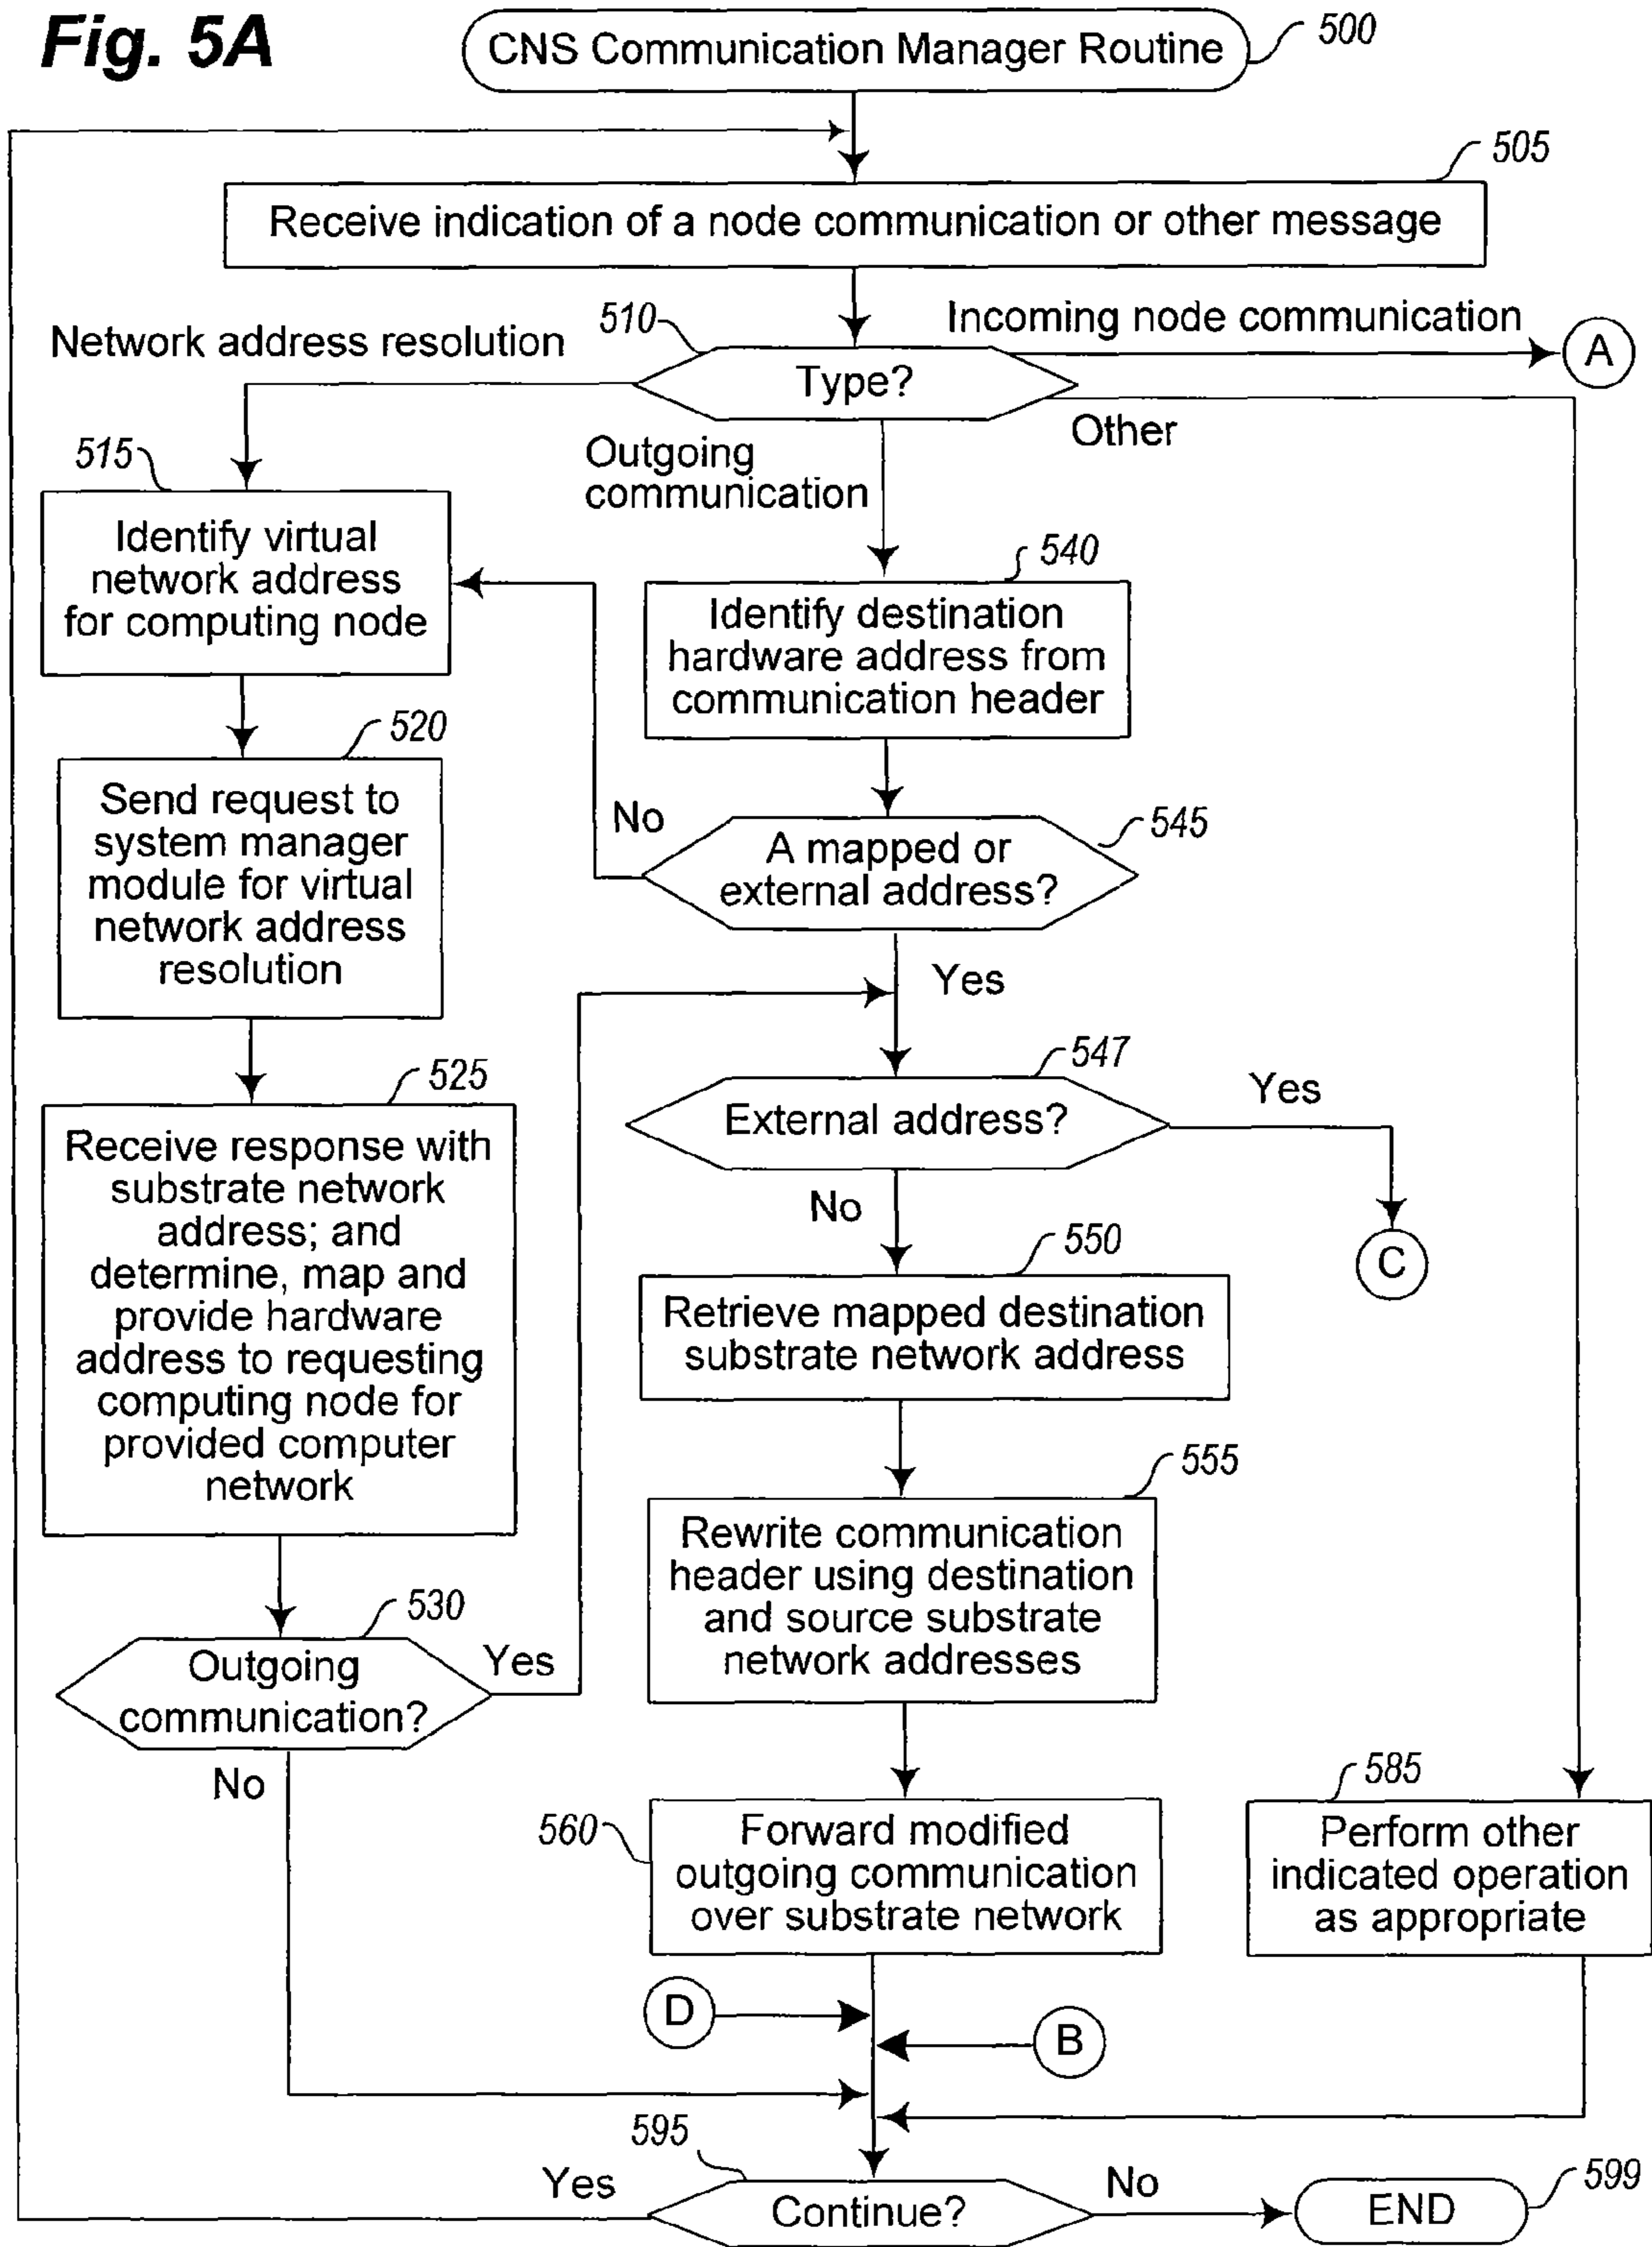 Fig. 5A
CNS Communication Manager Routine
500
505
Receive indication of a node communication or other message
510
Incoming node communication
A
Network address resolution
Type?
Other
Outgoing
communication
515
Identify virtual
network address
for computing node
540
Identify destination
hardware address from
communication header
520
Send request to
system manager
module for virtual
network address
resolution
No
545
A mapped or
external address?
Yes
547
External address?
Yes
C
No
525
Receive response with
substrate network
address; and
determine, map and
provide hardware
address to requesting
computing node for
provided computer
network
550
Retrieve mapped destination
substrate network address
555
Rewrite communication
header using destination
and source substrate
network addresses
530
Outgoing
communication?
Yes
No
560
Forward modified
outgoing communication
over substrate network
585
Perform other
indicated operation
as appropriate
D
B
595
Yes
Continue?
No
END
599